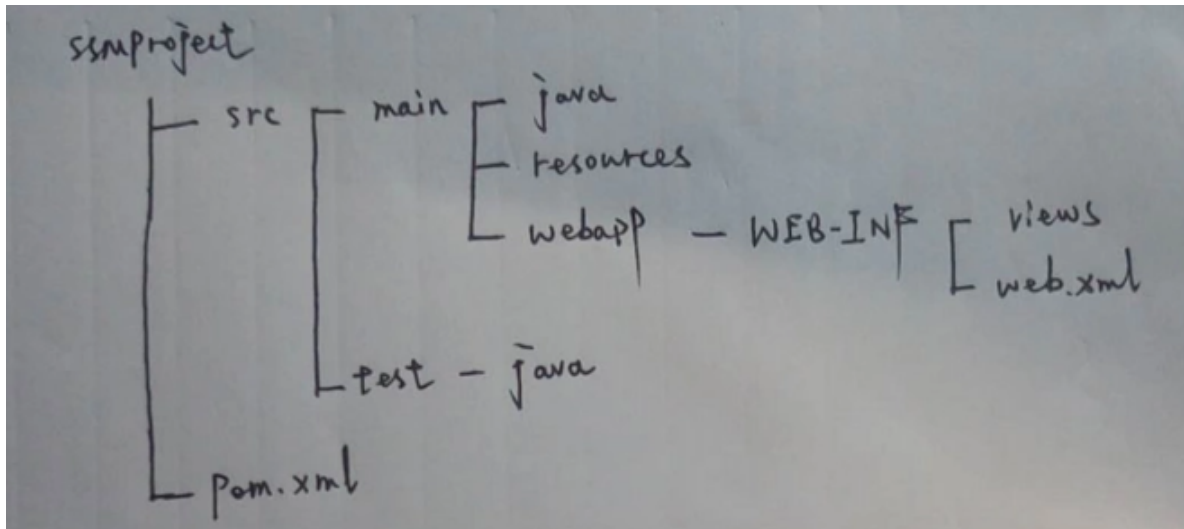 ssmproject
src main java
resources
webapp - WEB-INF views
web.xml
test - java
pom.xml